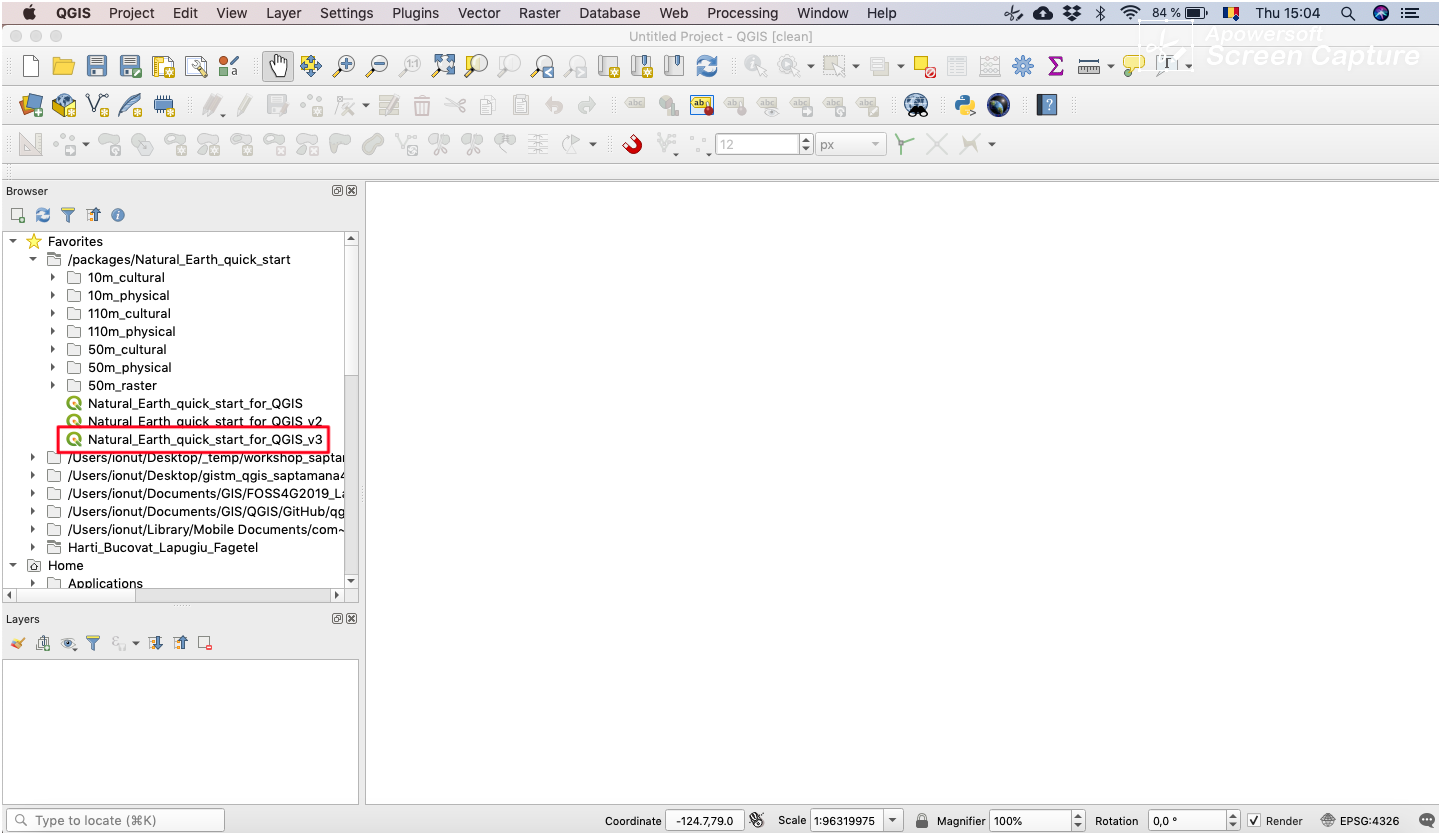 QGIS Project Edit View Layer Settings Plugins Vector Raster Database Web Processing Window Help 84 % Thu 15:04
Untitled Project - QGIS [clean]
Apowersoft
Screen Capture
12 px
Browser
Favorites
/packages/Natural_Earth_quick_start
10m_cultural
10m_physical
110m_cultural
110m_physical
50m_cultural
50m_physical
50m_raster
Natural_Earth_quick_start_for_QGIS
Natural_Earth_quick_start_for_QGIS_v2
Natural_Earth_quick_start_for_QGIS_v3
/Users/ionut/Desktop/_temp/workshop_saptam
/Users/ionut/Desktop/gistm_qgis_saptamana4
/Users/ionut/Documents/GIS/FOSS4G2019_La
/Users/ionut/Documents/GIS/QGIS/GitHub/qg
/Users/ionut/Library/Mobile Documents/com~
Harti_Bucovat_Lapugiu_Fagetel
Home
Applications
Layers
Type to locate (⌘K) Coordinate -124.7,79.0 Scale 1:96319975 Magnifier 100% Rotation 0,0 ° Render EPSG:4326